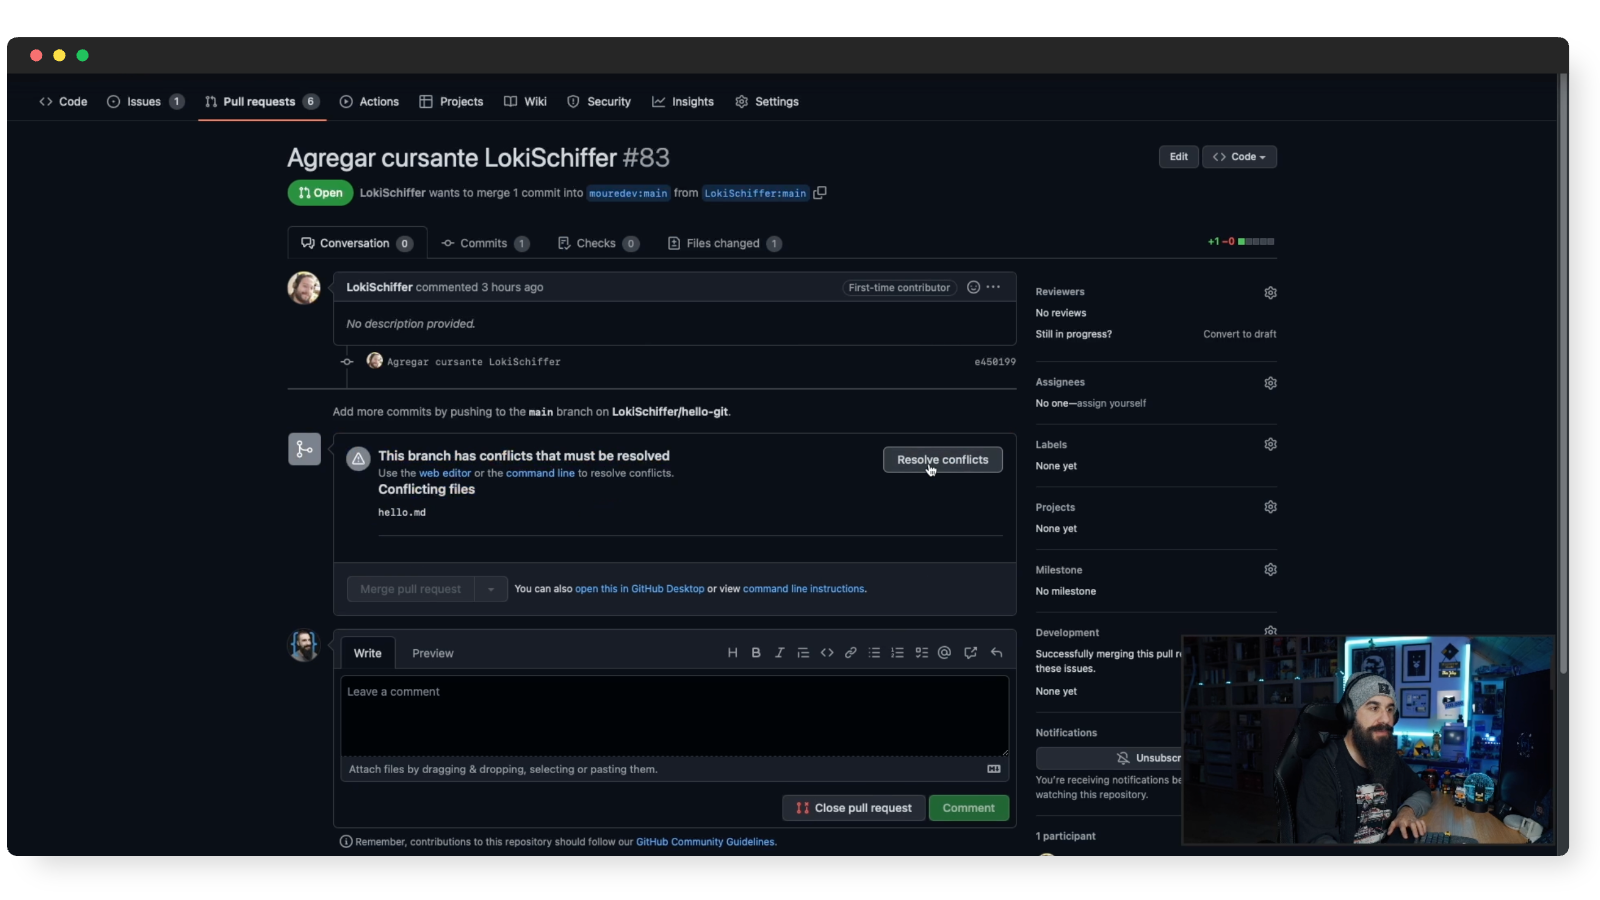 Code Issues 1 Pull requests 6 Actions Projects Wiki Security Insights Settings
Agregar cursante LokiSchiffer #83
Edit Code
Open LokiSchiffer wants to merge 1 commit into mouredev:main from LokiSchiffer:main
Conversation 0 Commits 1 Checks 0 Files changed 1
+1 −0
LokiSchiffer commented 3 hours ago
First-time contributor
No description provided.
Agregar cursante LokiSchiffer e450199
Add more commits by pushing to the main branch on LokiSchiffer/hello-git.
This branch has conflicts that must be resolved
Use the web editor or the command line to resolve conflicts.
Resolve conflicts
Conflicting files
hello.md
Merge pull request
You can also open this in GitHub Desktop or view command line instructions.
Write Preview
H B I
Leave a comment
Attach files by dragging & dropping, selecting or pasting them.
Close pull request Comment
Remember, contributions to this repository should follow our GitHub Community Guidelines.
Reviewers
No reviews
Still in progress? Convert to draft
Assignees
No one—assign yourself
Labels
None yet
Projects
None yet
Milestone
No milestone
Development
Successfully merging this pull
these issues.
None yet
Notifications
Unsubscr
You're receiving notifications be
watching this repository.
1 participant